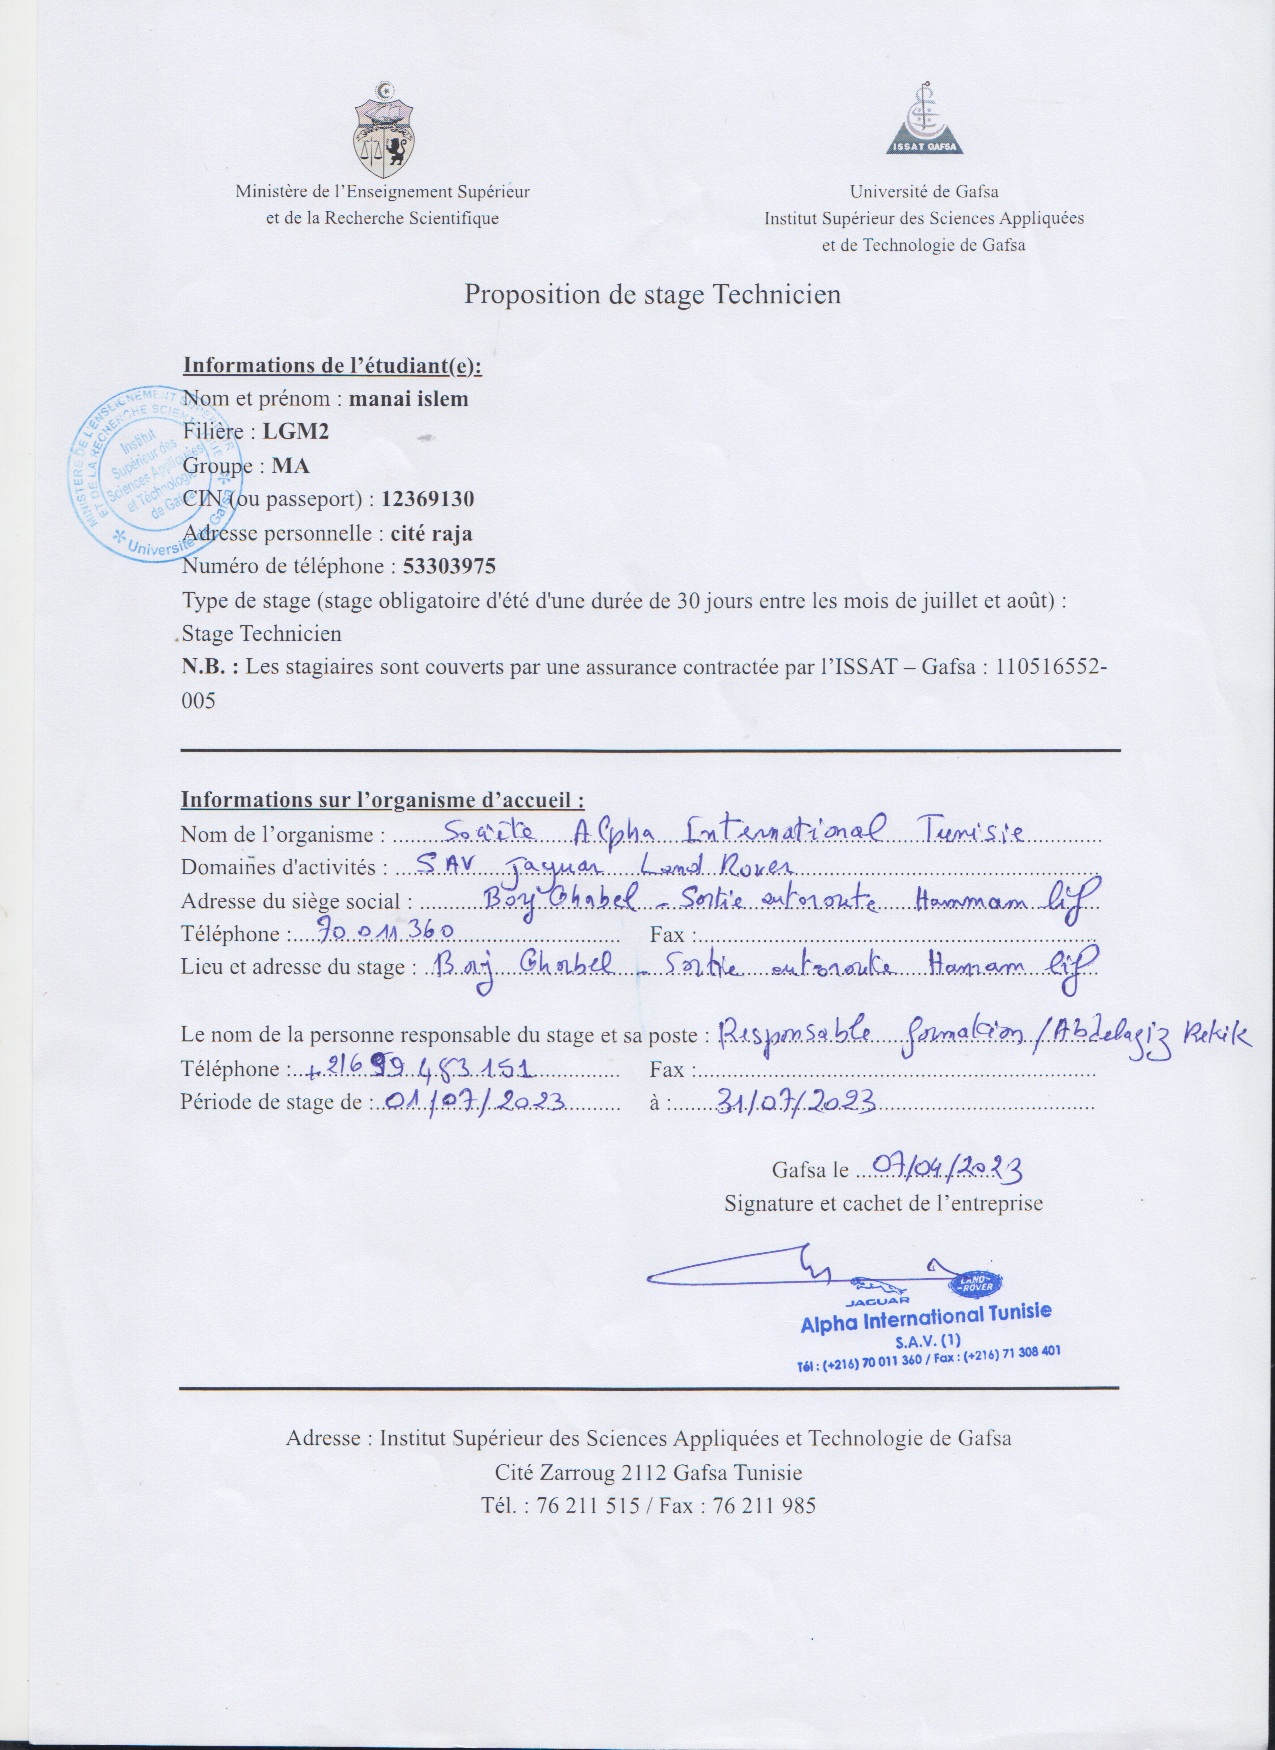 ISSAT GAFSA
Ministère de l'Enseignement Supérieur
et de la Recherche Scientifique
Université de Gafsa
Institut Supérieur des Sciences Appliquées
et de Technologie de Gafsa
Proposition de stage Technicien
Informations de l'étudiant(e):
Nom et prénom : manai islem
Filière : LGM2
Groupe : MA
CIN (ou passeport) : 12369130
Adresse personnelle : cité raja
Numéro de téléphone : 53303975
Type de stage (stage obligatoire d'été d'une durée de 30 jours entre les mois de juillet et août) :
Stage Technicien
N.B. : Les stagiaires sont couverts par une assurance contractée par l'ISSAT – Gafsa : 110516552-
005
MINISTERE DE L'ENSEIGNEMENT SUPERIEUR
ET DE LA RECHERCHE SCIENTIFIQUE
Institut
Supérieur des
Sciences Appliquées
et Technologie
de Gafsa
Université de Gafsa
Informations sur l'organisme d'accueil :
Nom de l'organisme : Sociète Alpha International Tunisie
Domaines d'activités : SAV Jaguar Land Rover
Adresse du siège social : Borj Ghorbel - Sortie autoroute Hammam lif
Téléphone : 70 011 360 Fax :
Lieu et adresse du stage : Borj Ghorbel - Sortie autoroute Hamam lif
Le nom de la personne responsable du stage et sa poste : Responsable formation / Abdelaziz Rekik
Téléphone : +216 99 483 151 Fax :
Période de stage de : 01/07/2023 à : 31/07/2023
Gafsa le 07/04/2023
Signature et cachet de l'entreprise
JAGUAR
LAND-
-ROVER
Alpha International Tunisie
S.A.V. (1)
Tél : (+216) 70 011 360 / Fax : (+216) 71 308 401
Adresse : Institut Supérieur des Sciences Appliquées et Technologie de Gafsa
Cité Zarroug 2112 Gafsa Tunisie
Tél. : 76 211 515 / Fax : 76 211 985